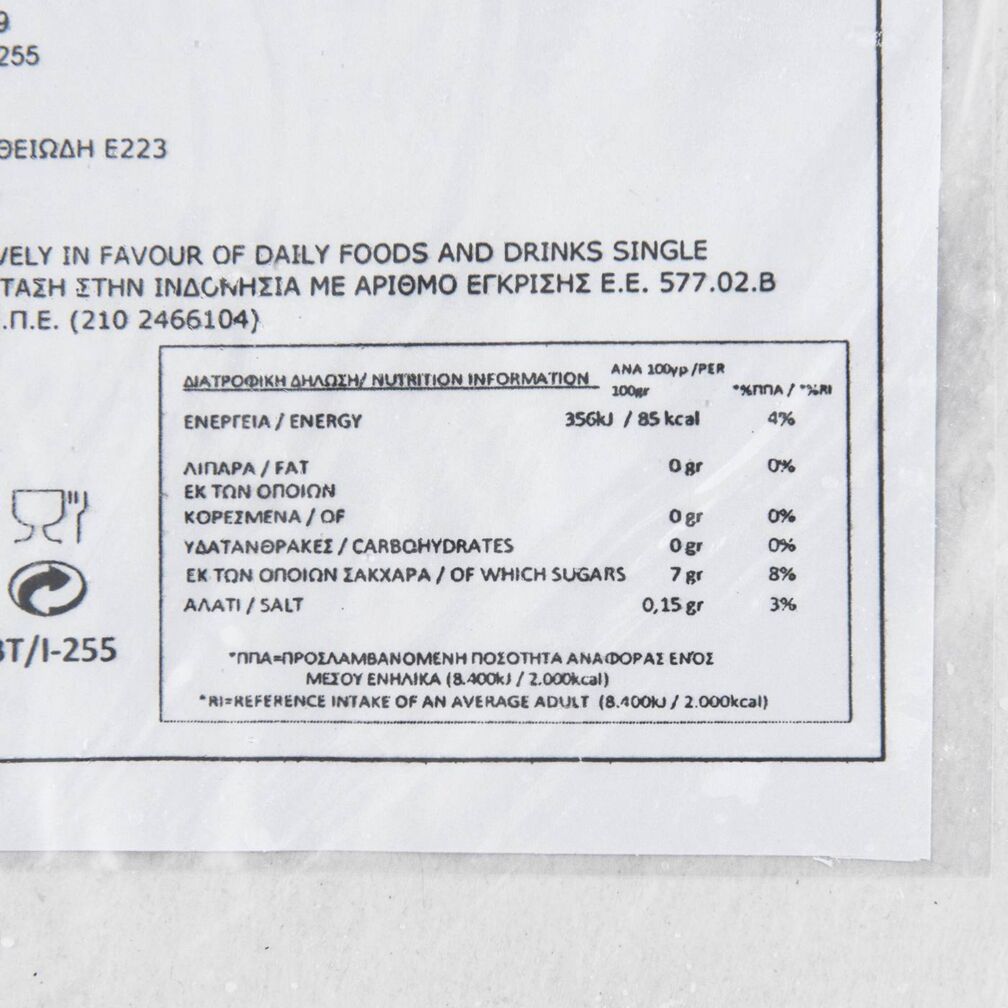 9
255
ΘΕΙΩΔΗ Ε223
VELY IN FAVOUR OF DAILY FOODS AND DRINKS SINGLE
ΤΑΣΗ ΣΤΗΝ ΙΝΔΟΝΗΣΙΑ ΜΕ ΑΡΙΘΜΟ ΕΓΚΡΙΣΗΣ Ε.Ε. 577.02.Β
.Π.Ε. (210 2466104)
ΔΙΑΤΡΟΦΙΚΗ ΔΗΛΩΣΗ/ NUTRITION INFORMATION ΑΝΑ 100γρ /PER 100gr *%ΠΠΑ / *%RI
ΕΝΕΡΓΕΙΑ / ENERGY 356kJ / 85 kcal 4%
ΛΙΠΑΡΑ / FAT 0 gr 0%
ΕΚ ΤΩΝ ΟΠΟΙΩΝ
ΚΟΡΕΣΜΕΝΑ / OF 0 gr 0%
ΥΔΑΤΑΝΘΡΑΚΕΣ / CARBOHYDRATES 0 gr 0%
ΕΚ ΤΩΝ ΟΠΟΙΩΝ ΣΑΚΧΑΡΑ / OF WHICH SUGARS 7 gr 8%
ΑΛΑΤΙ / SALT 0,15 gr 3%
*ΠΠΑ=ΠΡΟΣΛΑΜΒΑΝΟΜΕΝΗ ΠΟΣΟΤΗΤΑ ΑΝΑΦΟΡΑΣ ΕΝΌΣ
ΜΕΣΟΥ ΕΝΗΛΙΚΑ (8.400kJ / 2.000kcal)
*RI=REFERENCE INTAKE OF AN AVERAGE ADULT (8.400kJ / 2.000kcal)
BT/I-255